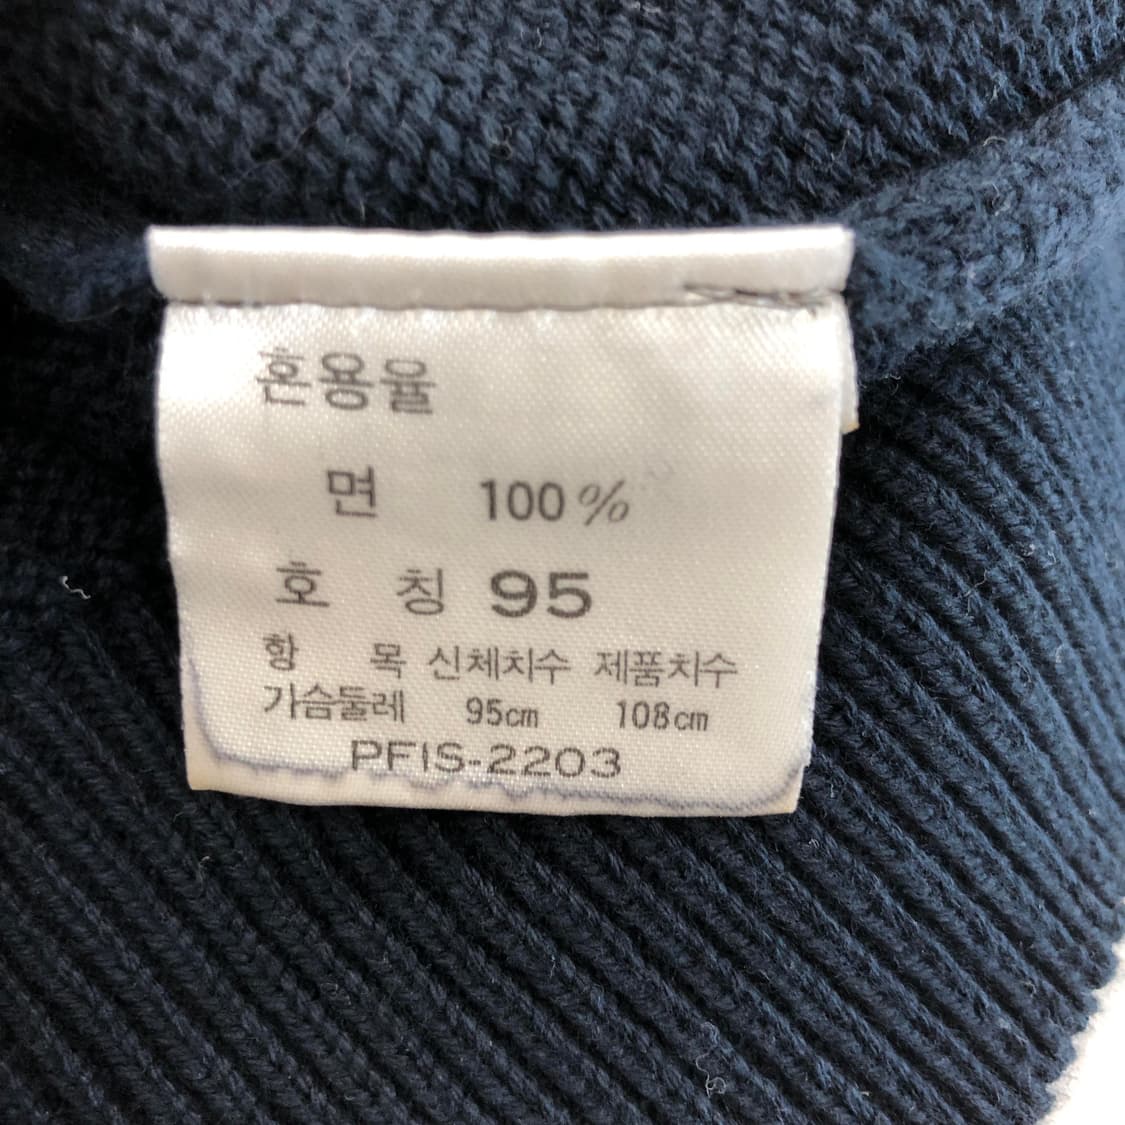 혼용율
면 100%
호 칭 95
항 목 신체치수 제품치수
가슴둘레 95cm 108cm
PFIS-2203